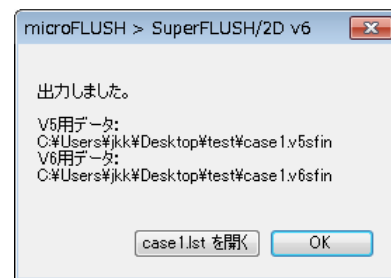 microFLUSH > SuperFLUSH/2D v6
出力しました。
V5用データ:
C:¥Users¥jkk¥Desktop¥test¥case1.v5sfin
V6用データ:
C:¥Users¥jkk¥Desktop¥test¥case1.v6sfin
case1.lst を開く OK